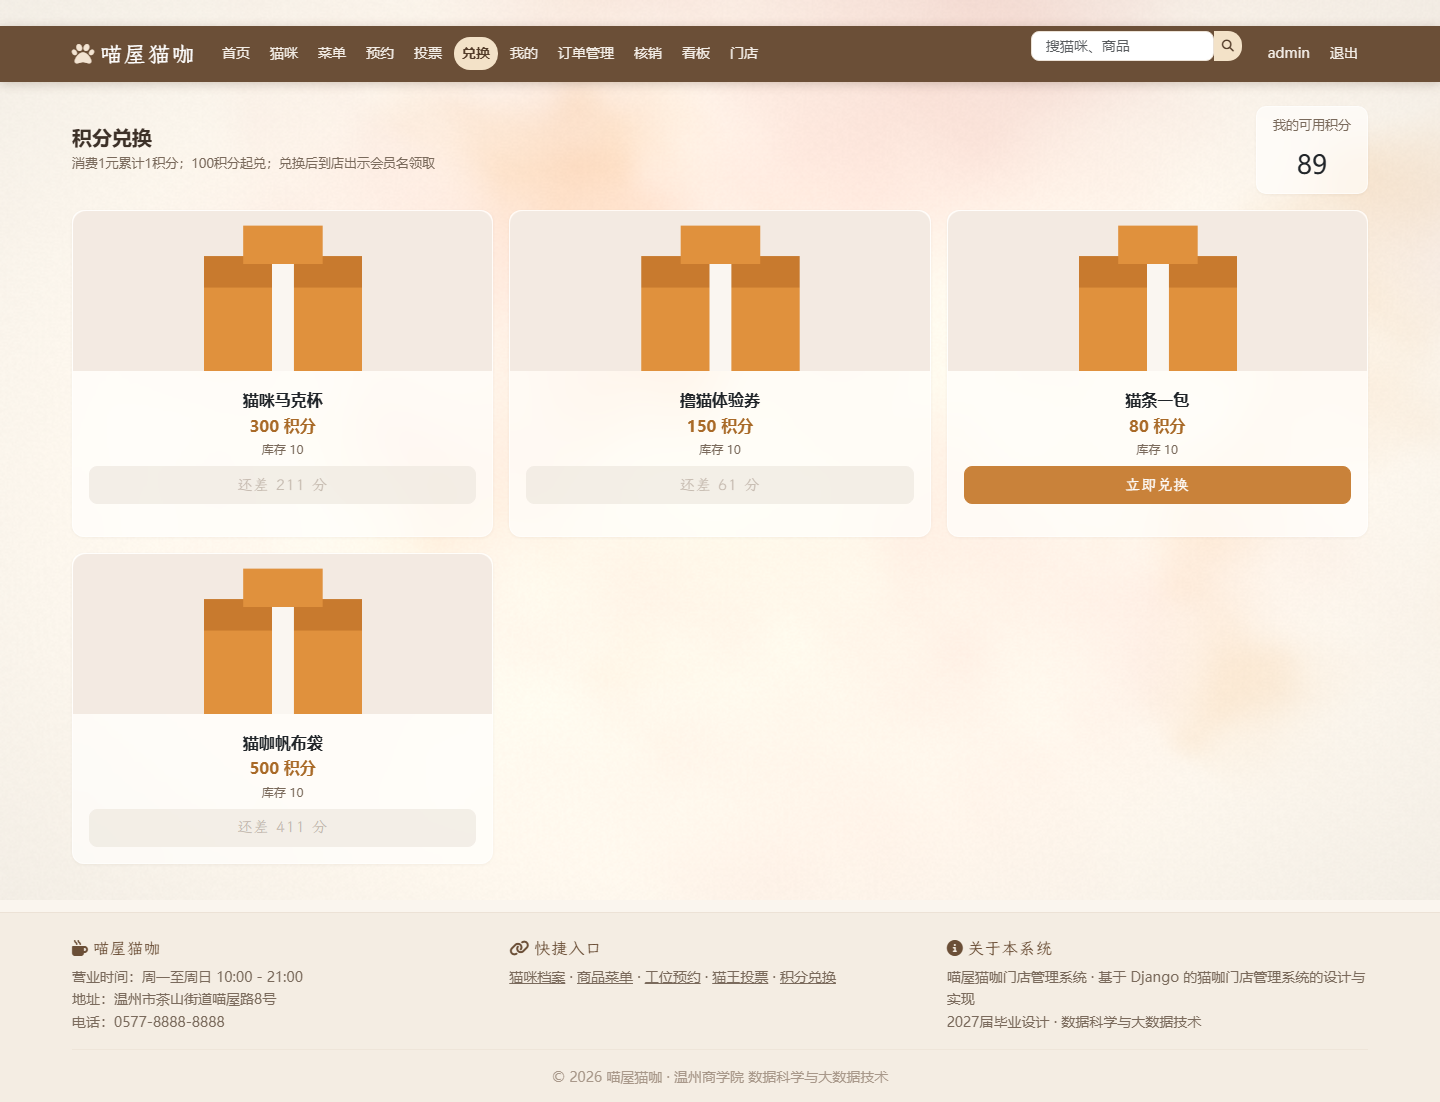 喵屋猫咖 首页 猫咪 菜单 预约 投票 兑换 我的 订单管理 核销 看板 门店 搜猫咪、商品 admin 退出
积分兑换
消费1元累计1积分；100积分起兑；兑换后到店出示会员名领取
我的可用积分
89
猫咪马克杯
300 积分
库存 10
还差 211 分
撸猫体验券
150 积分
库存 10
还差 61 分
猫条一包
80 积分
库存 10
立即兑换
猫咖帆布袋
500 积分
库存 10
还差 411 分
喵屋猫咖
营业时间：周一至周日 10:00 - 21:00
地址：温州市茶山街道喵屋路8号
电话：0577-8888-8888
快捷入口
猫咪档案 · 商品菜单 · 工位预约 · 猫王投票 · 积分兑换
关于本系统
喵屋猫咖门店管理系统 · 基于 Django 的猫咖门店管理系统的设计与
实现
2027届毕业设计 · 数据科学与大数据技术
© 2026 喵屋猫咖 · 温州商学院 数据科学与大数据技术